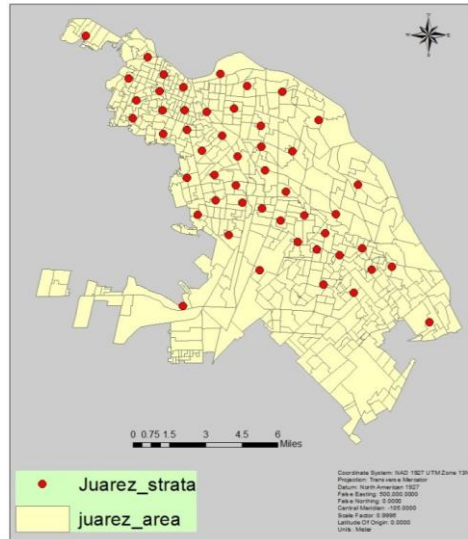 0 0.75 1.5 3 4.5 6
Miles
Juarez_strata
juarez_area
Coordinate System: NAD 1927 UTM Zone 13N
Projection: Transverse Mercator
Datum: North American 1927
False Easting: 500,000.0000
False Northing: 0.0000
Central Meridian: -105.0000
Scale Factor: 0.9996
Latitude Of Origin: 0.0000
Units: Meter